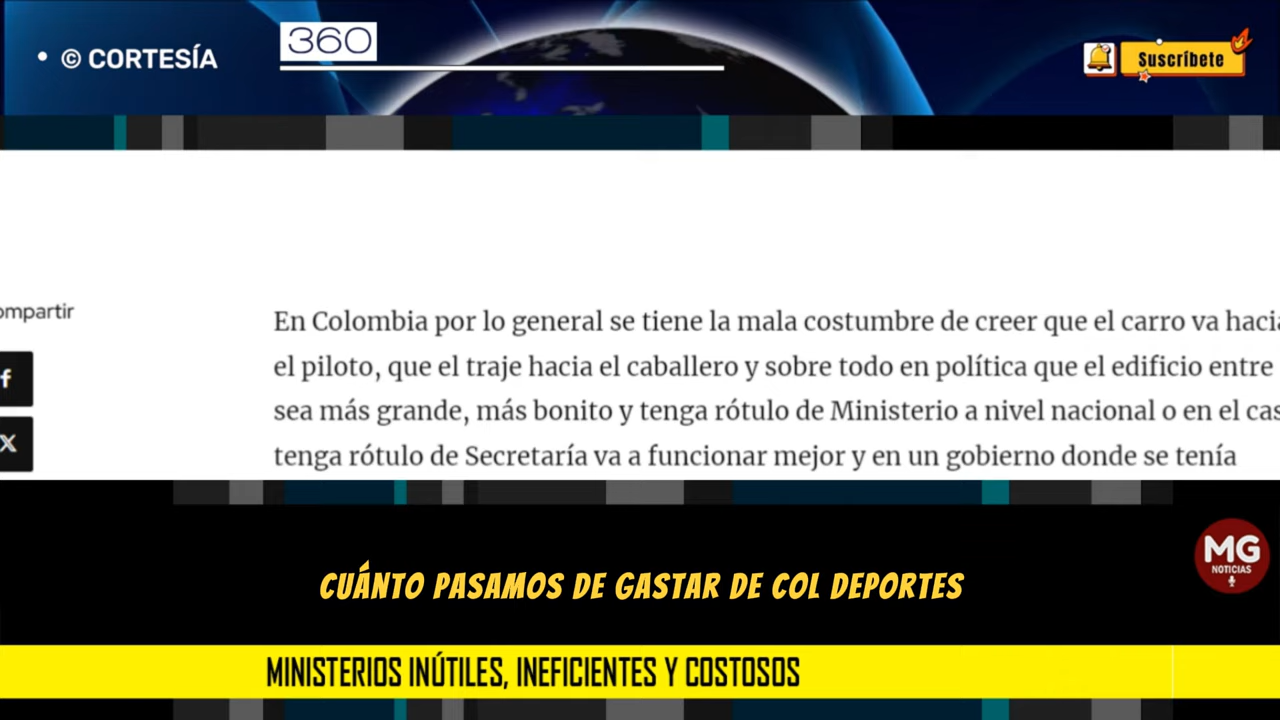 • © CORTESÍA
360
Suscríbete
ompartir
f
X
En Colombia por lo general se tiene la mala costumbre de creer que el carro va hacia
el piloto, que el traje hacia el caballero y sobre todo en política que el edificio entre
sea más grande, más bonito y tenga rótulo de Ministerio a nivel nacional o en el cas
tenga rótulo de Secretaría va a funcionar mejor y en un gobierno donde se tenía
MG
NOTICIAS
CUÁNTO PASAMOS DE GASTAR DE COL DEPORTES
MINISTERIOS INÚTILES, INEFICIENTES Y COSTOSOS